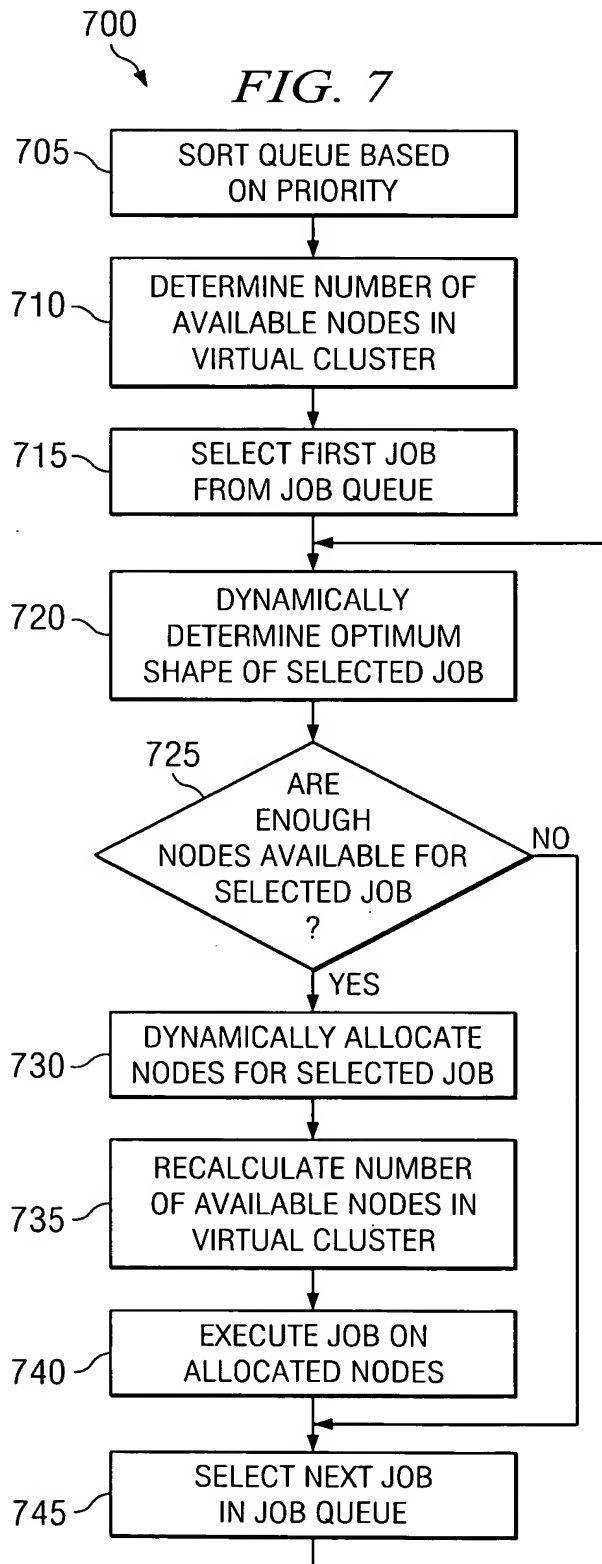 700
FIG. 7
705
SORT QUEUE BASED
ON PRIORITY
710
DETERMINE NUMBER OF
AVAILABLE NODES IN
VIRTUAL CLUSTER
715
SELECT FIRST JOB
FROM JOB QUEUE
720
DYNAMICALLY
DETERMINE OPTIMUM
SHAPE OF SELECTED JOB
725
ARE
ENOUGH
NODES AVAILABLE FOR
SELECTED JOB
?
NO
YES
730
DYNAMICALLY ALLOCATE
NODES FOR SELECTED JOB
735
RECALCULATE NUMBER
OF AVAILABLE NODES IN
VIRTUAL CLUSTER
740
EXECUTE JOB ON
ALLOCATED NODES
745
SELECT NEXT JOB
IN JOB QUEUE